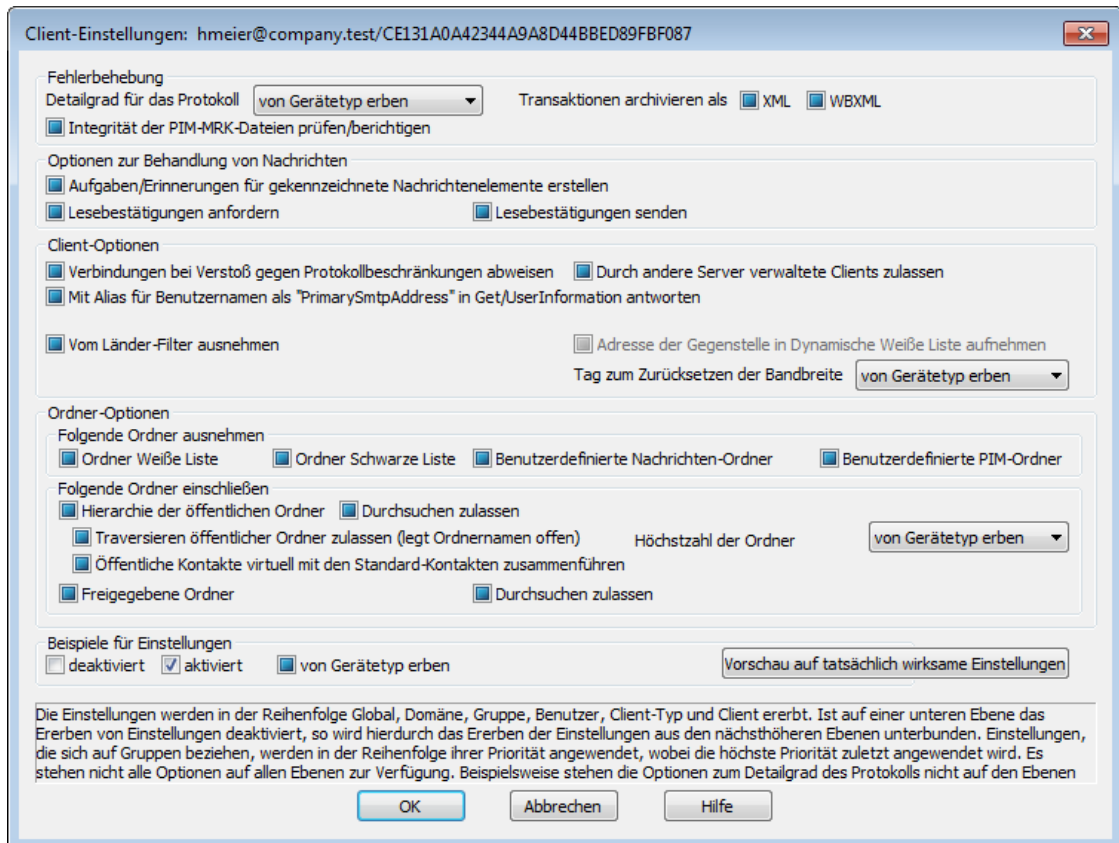 Client-Einstellungen: hmeier@company.test/CE131A0A42344A9A8D44BBED89FBF087
Fehlerbehebung
Detailgrad für das Protokoll von Gerätetyp erben Transaktionen archivieren als XML WBXML
Integrität der PIM-MRK-Dateien prüfen/berichtigen
Optionen zur Behandlung von Nachrichten
Aufgaben/Erinnerungen für gekennzeichnete Nachrichtenelemente erstellen
Lesebestätigungen anfordern Lesebestätigungen senden
Client-Optionen
Verbindungen bei Verstoß gegen Protokollbeschränkungen abweisen Durch andere Server verwaltete Clients zulassen
Mit Alias für Benutzernamen als "PrimarySmtpAddress" in Get/UserInformation antworten
Vom Länder-Filter ausnehmen Adresse der Gegenstelle in Dynamische Weiße Liste aufnehmen
Tag zum Zurücksetzen der Bandbreite von Gerätetyp erben
Ordner-Optionen
Folgende Ordner ausnehmen
Ordner Weiße Liste Ordner Schwarze Liste Benutzerdefinierte Nachrichten-Ordner Benutzerdefinierte PIM-Ordner
Folgende Ordner einschließen
Hierarchie der öffentlichen Ordner Durchsuchen zulassen
Traversieren öffentlicher Ordner zulassen (legt Ordnernamen offen) Höchstzahl der Ordner von Gerätetyp erben
Öffentliche Kontakte virtuell mit den Standard-Kontakten zusammenführen
Freigegebene Ordner Durchsuchen zulassen
Beispiele für Einstellungen
deaktiviert aktiviert von Gerätetyp erben Vorschau auf tatsächlich wirksame Einstellungen
Die Einstellungen werden in der Reihenfolge Global, Domäne, Gruppe, Benutzer, Client-Typ und Client ererbt. Ist auf einer unteren Ebene das
Ererben von Einstellungen deaktiviert, so wird hierdurch das Ererben der Einstellungen aus den nächsthöheren Ebenen unterbunden. Einstellungen,
die sich auf Gruppen beziehen, werden in der Reihenfolge ihrer Priorität angewendet, wobei die höchste Priorität zuletzt angewendet wird. Es
stehen nicht alle Optionen auf allen Ebenen zur Verfügung. Beispielsweise stehen die Optionen zum Detailgrad des Protokolls nicht auf den Ebenen
OK Abbrechen Hilfe